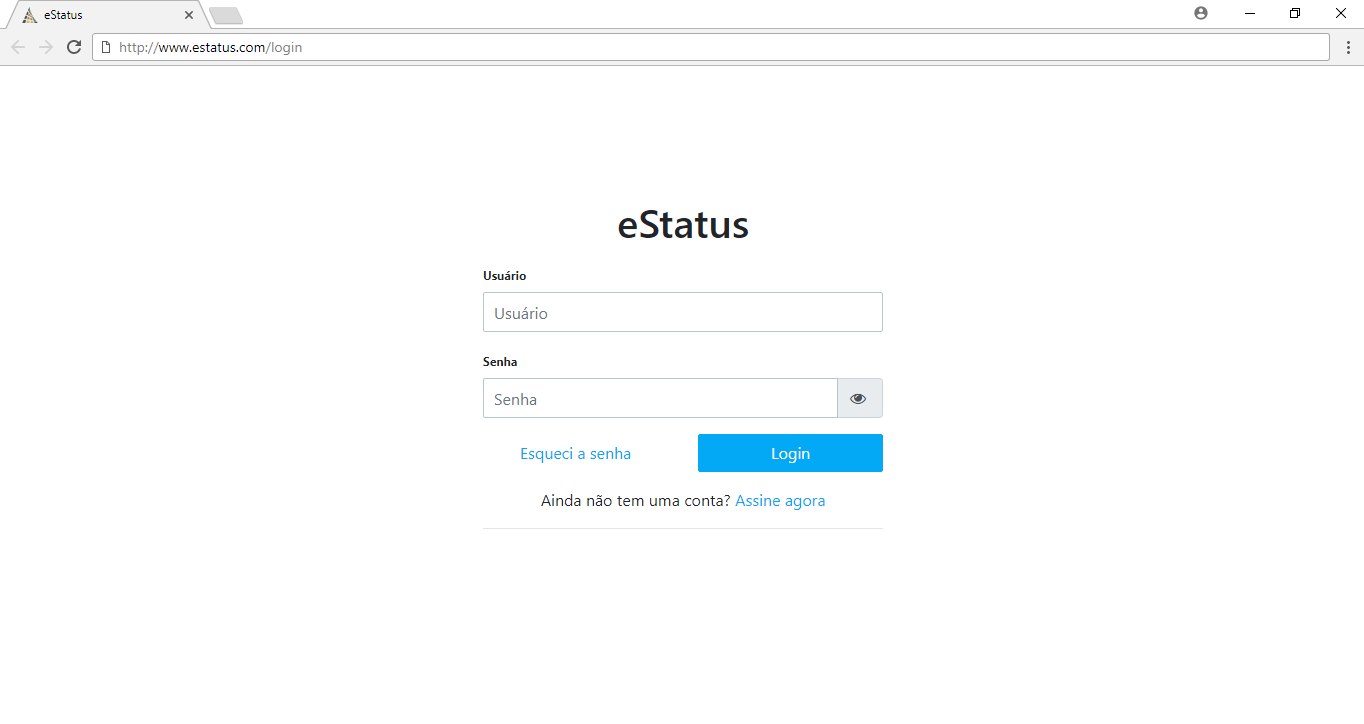 eStatus
http://www.estatus.com/login
eStatus
Usuário
Usuário
Senha
Senha
Esqueci a senha
Login
Ainda não tem uma conta? Assine agora